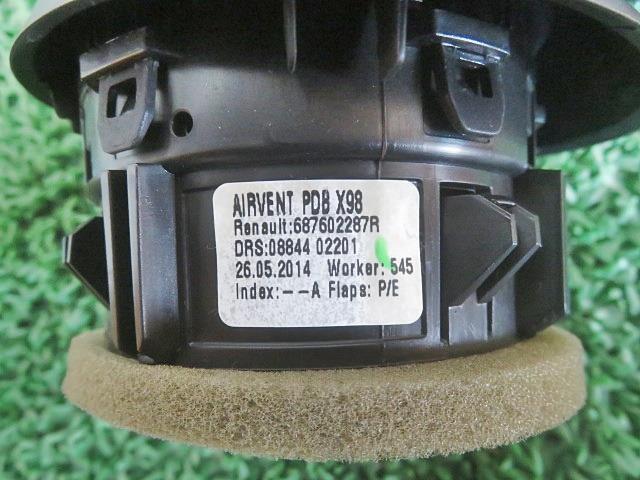 AIRVENT PDB X98
Renault:687602287R
DRS:08844 02201
26.05.2014 Worker: 545
Index:--A Flaps: P/E